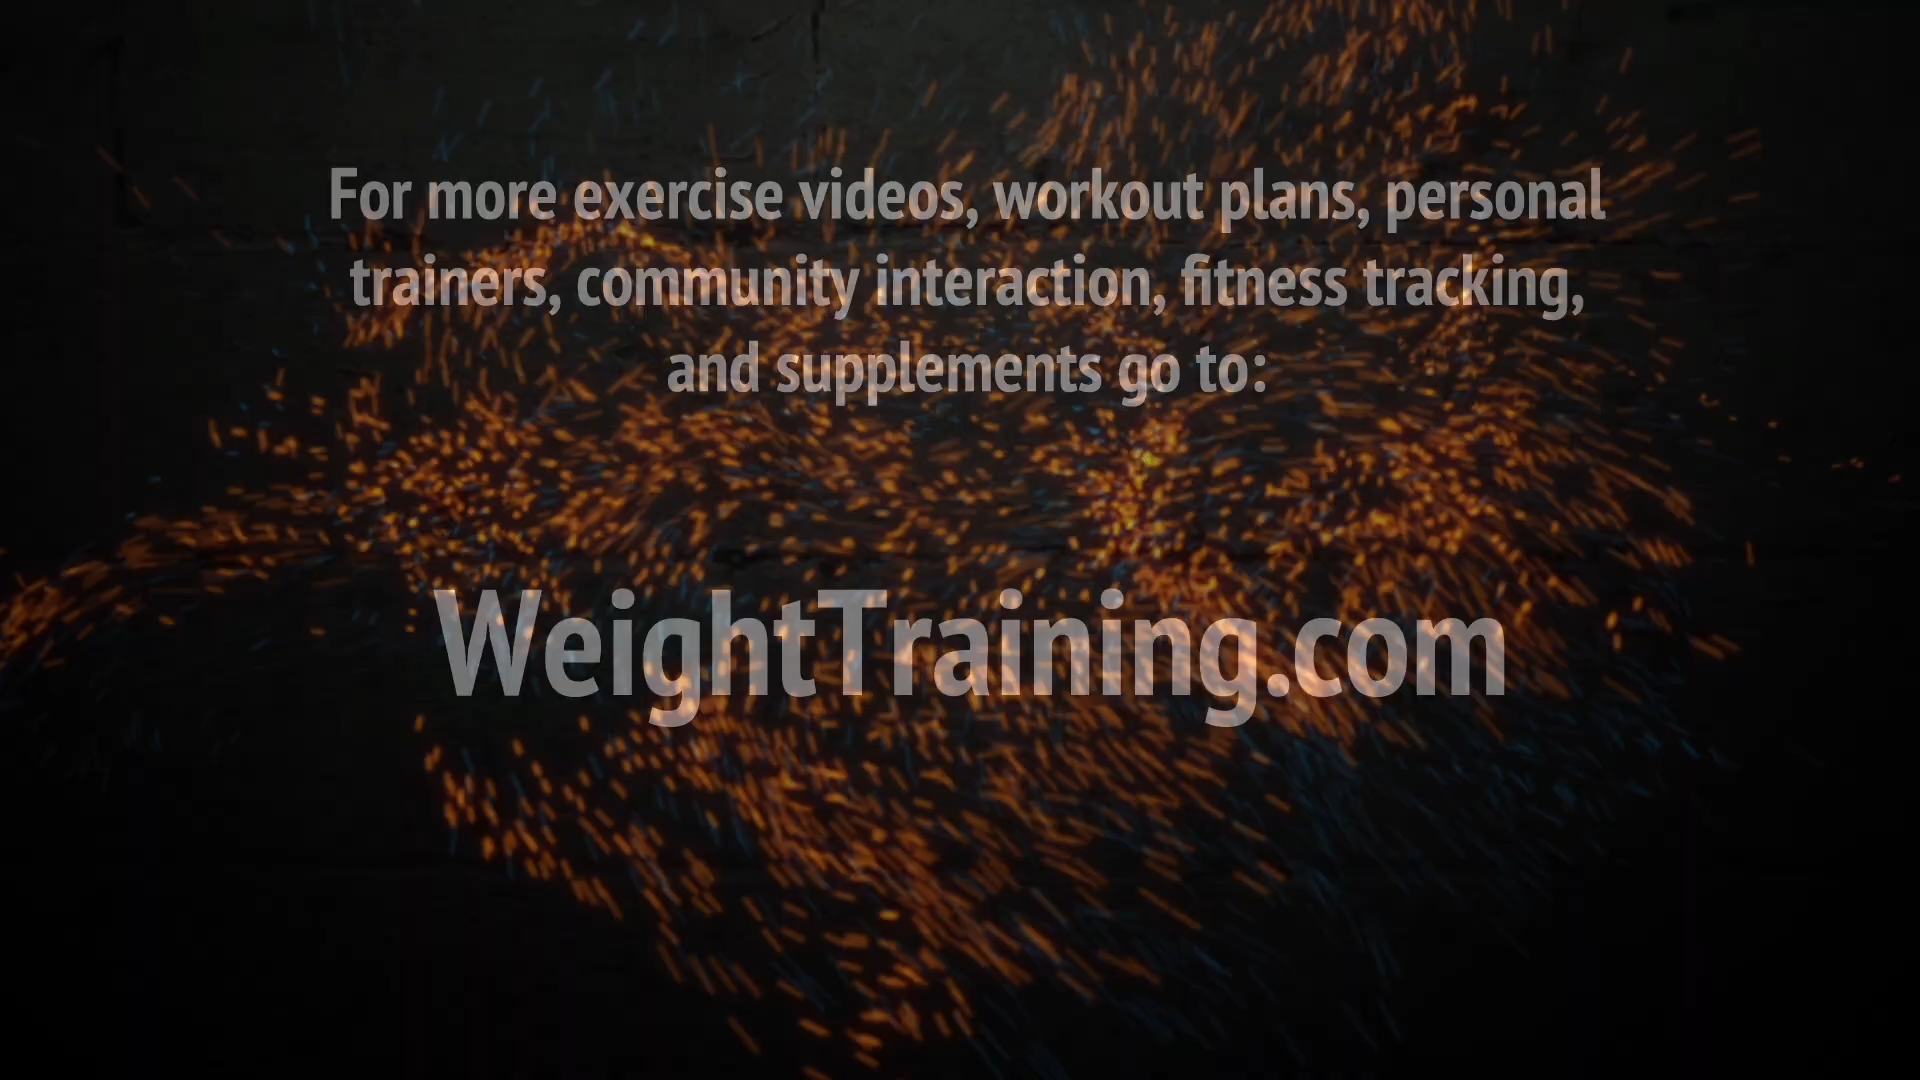 For more exercise videos, workout plans, personal
trainers, community interaction, fitness tracking,
and supplements go to:
WeightTraining.com